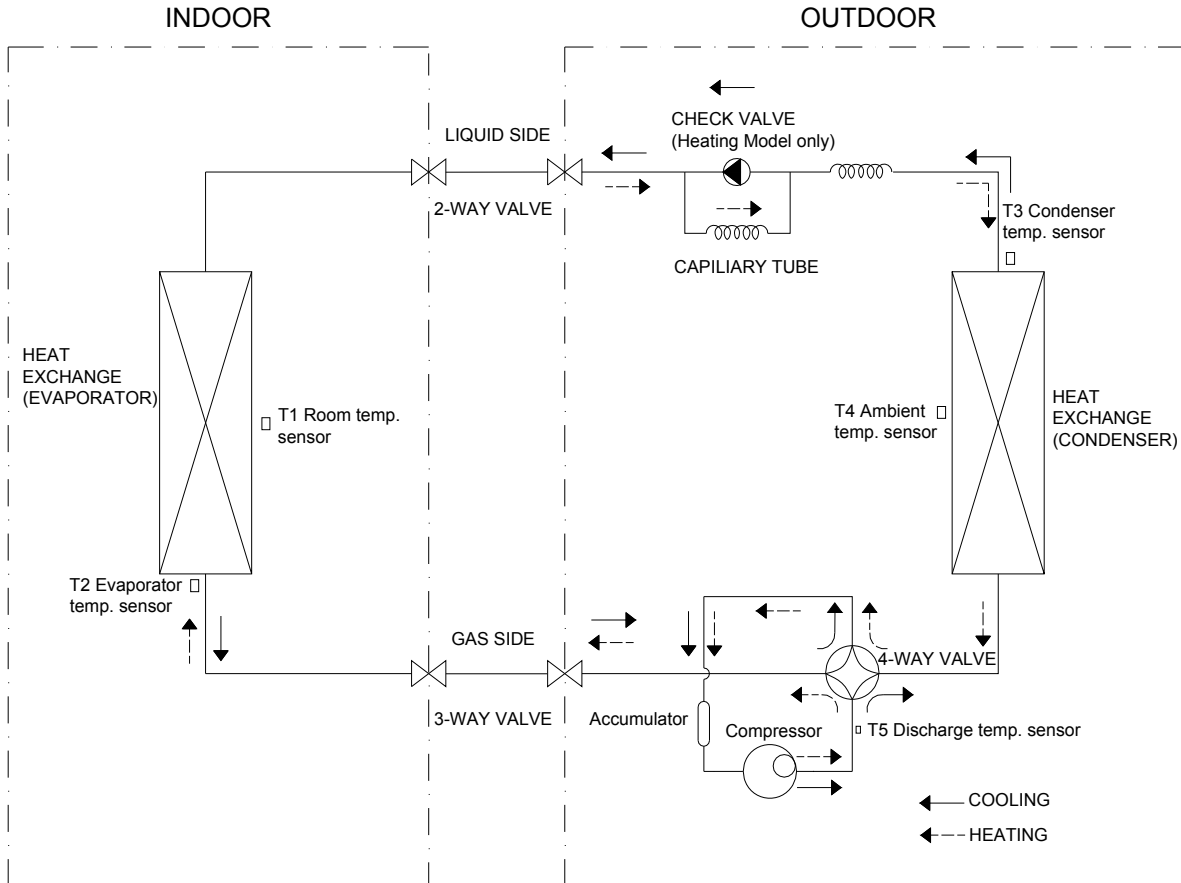 INDOOR
OUTDOOR
LIQUID SIDE
CHECK VALVE
(Heating Model only)
2-WAY VALVE
T3 Condenser
temp. sensor
CAPILIARY TUBE
HEAT
EXCHANGE
(EVAPORATOR)
T1 Room temp.
sensor
T4 Ambient
temp. sensor
HEAT
EXCHANGE
(CONDENSER)
T2 Evaporator
temp. sensor
GAS SIDE
4-WAY VALVE
3-WAY VALVE
Accumulator
Compressor
T5 Discharge temp. sensor
COOLING
HEATING